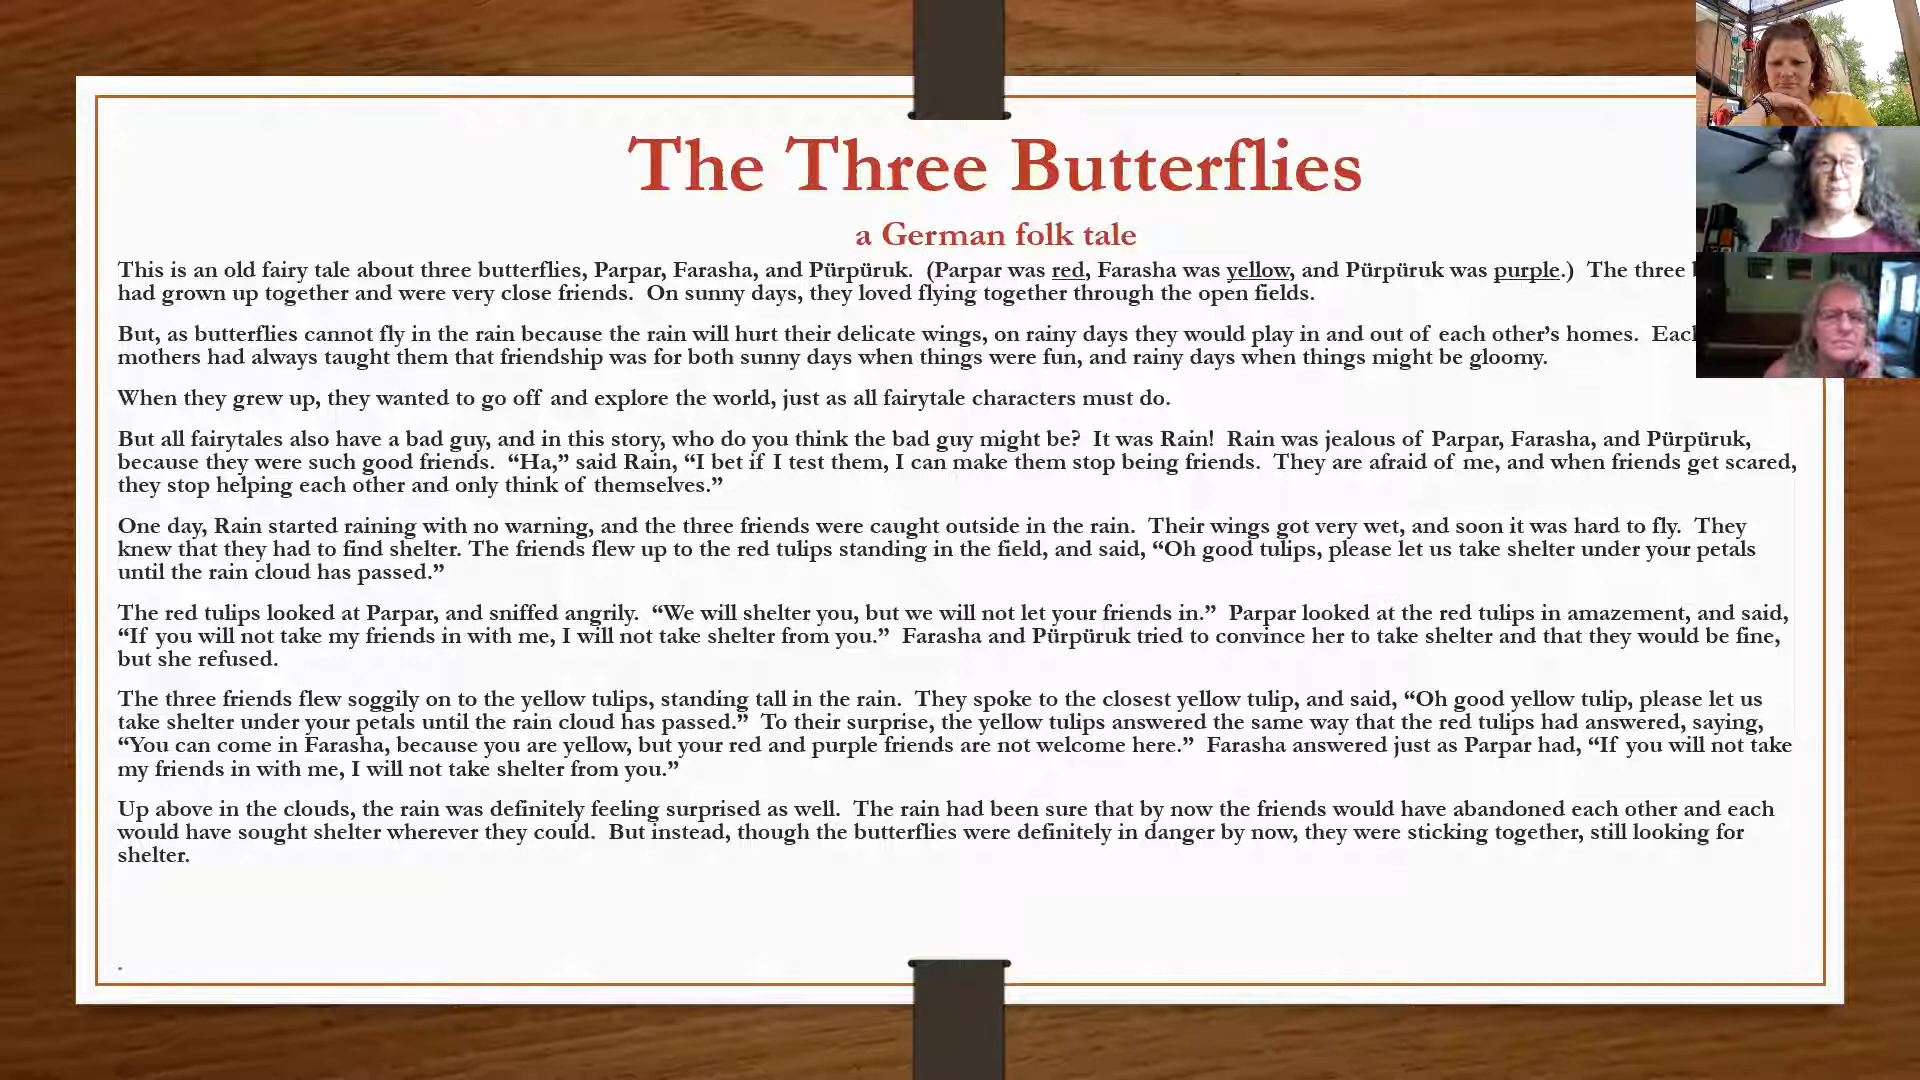 The Three Butterflies
a German folk tale
This is an old fairy tale about three butterflies, Parpar, Farasha, and Pürpüruk.  (Parpar was red, Farasha was yellow, and Pürpüruk was purple.)  The three
had grown up together and were very close friends.  On sunny days, they loved flying together through the open fields.
But, as butterflies cannot fly in the rain because the rain will hurt their delicate wings, on rainy days they would play in and out of each other’s homes.
mothers had always taught them that friendship was for both sunny days when things were fun, and rainy days when things might be gloomy.
When they grew up, they wanted to go off and explore the world, just as all fairytale characters must do.
But all fairytales also have a bad guy, and in this story, who do you think the bad guy might be?  It was Rain!  Rain was jealous of Parpar, Farasha, and Pürpüruk,
because they were such good friends.  “Ha,” said Rain, “I bet if I test them, I can make them stop being friends.  They are afraid of me, and when friends get scared,
they stop helping each other and only think of themselves.”
One day, Rain started raining with no warning, and the three friends were caught outside in the rain.  Their wings got very wet, and soon it was hard to fly.  They
knew that they had to find shelter. The friends flew up to the red tulips standing in the field, and said, “Oh good tulips, please let us take shelter under your petals
until the rain cloud has passed.”
The red tulips looked at Parpar, and sniffed angrily.  “We will shelter you, but we will not let your friends in.”  Parpar looked at the red tulips in amazement, and said,
“If you will not take my friends in with me, I will not take shelter from you.”  Farasha and Pürpüruk tried to convince her to take shelter and that they would be fine,
but she refused.
The three friends flew soggily on to the yellow tulips, standing tall in the rain.  They spoke to the closest yellow tulip, and said, “Oh good yellow tulip, please let us
take shelter under your petals until the rain cloud has passed.”  To their surprise, the yellow tulips answered the same way that the red tulips had answered, saying,
“You can come in Farasha, because you are yellow, but your red and purple friends are not welcome here.”  Farasha answered just as Parpar had, “If you will not take
my friends in with me, I will not take shelter from you.”
Up above in the clouds, the rain was definitely feeling surprised as well.  The rain had been sure that by now the friends would have abandoned each other and each
would have sought shelter wherever they could.  But instead, though the butterflies were definitely in danger by now, they were sticking together, still looking for
shelter.
.